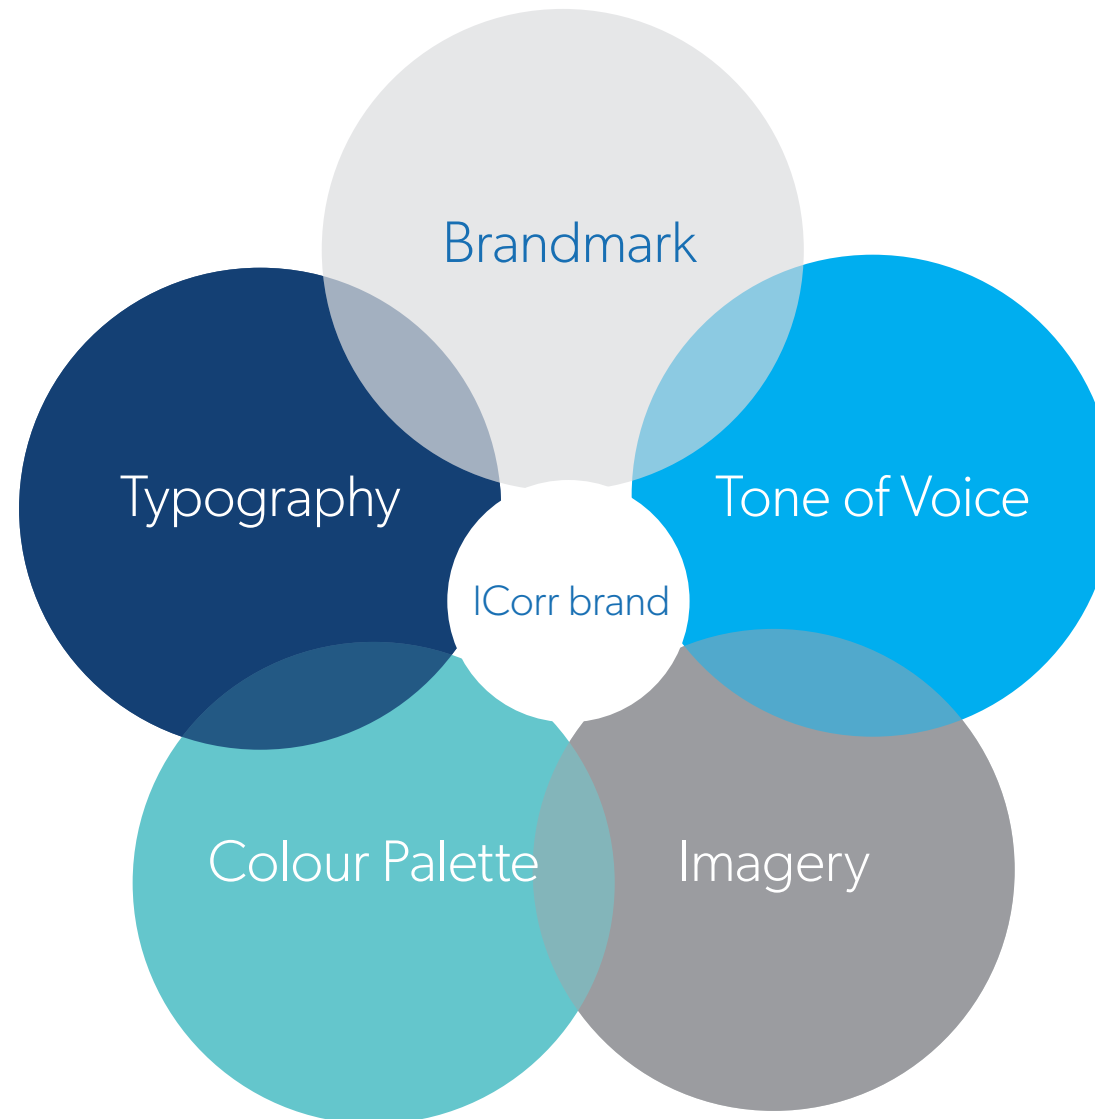 Brandmark
Typography
Tone of Voice
ICorr brand
Colour Palette
Imagery